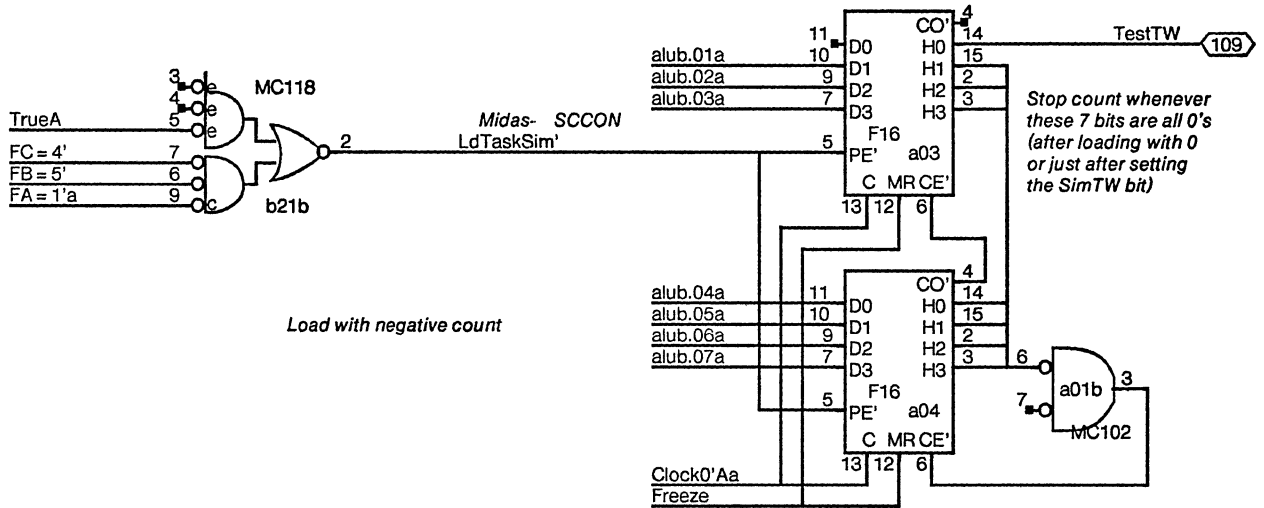 3
e
MC118
4
e
TrueA
5
e
FC = 4'
7
FB = 5'
6
FA = 1'a
9
c
b21b
2
Midas- SCCON
LdTaskSim'
Load with negative count
4
CO'
11
D0
H0
14
TestTW
109
alub.01a
10
D1
H1
15
alub.02a
9
D2
H2
2
alub.03a
7
D3
H3
3
F16
5
PE'
a03
C MR CE'
13 12 6
Stop count whenever
these 7 bits are all 0's
(after loading with 0
or just after setting
the SimTW bit)
4
CO'
alub.04a
11
D0
H0
14
alub.05a
10
D1
H1
15
alub.06a
9
D2
H2
2
alub.07a
7
D3
H3
3
F16
5
PE'
a04
C MR CE'
13 12 6
6
a01b
3
7
MC102
Clock0'Aa
Freeze